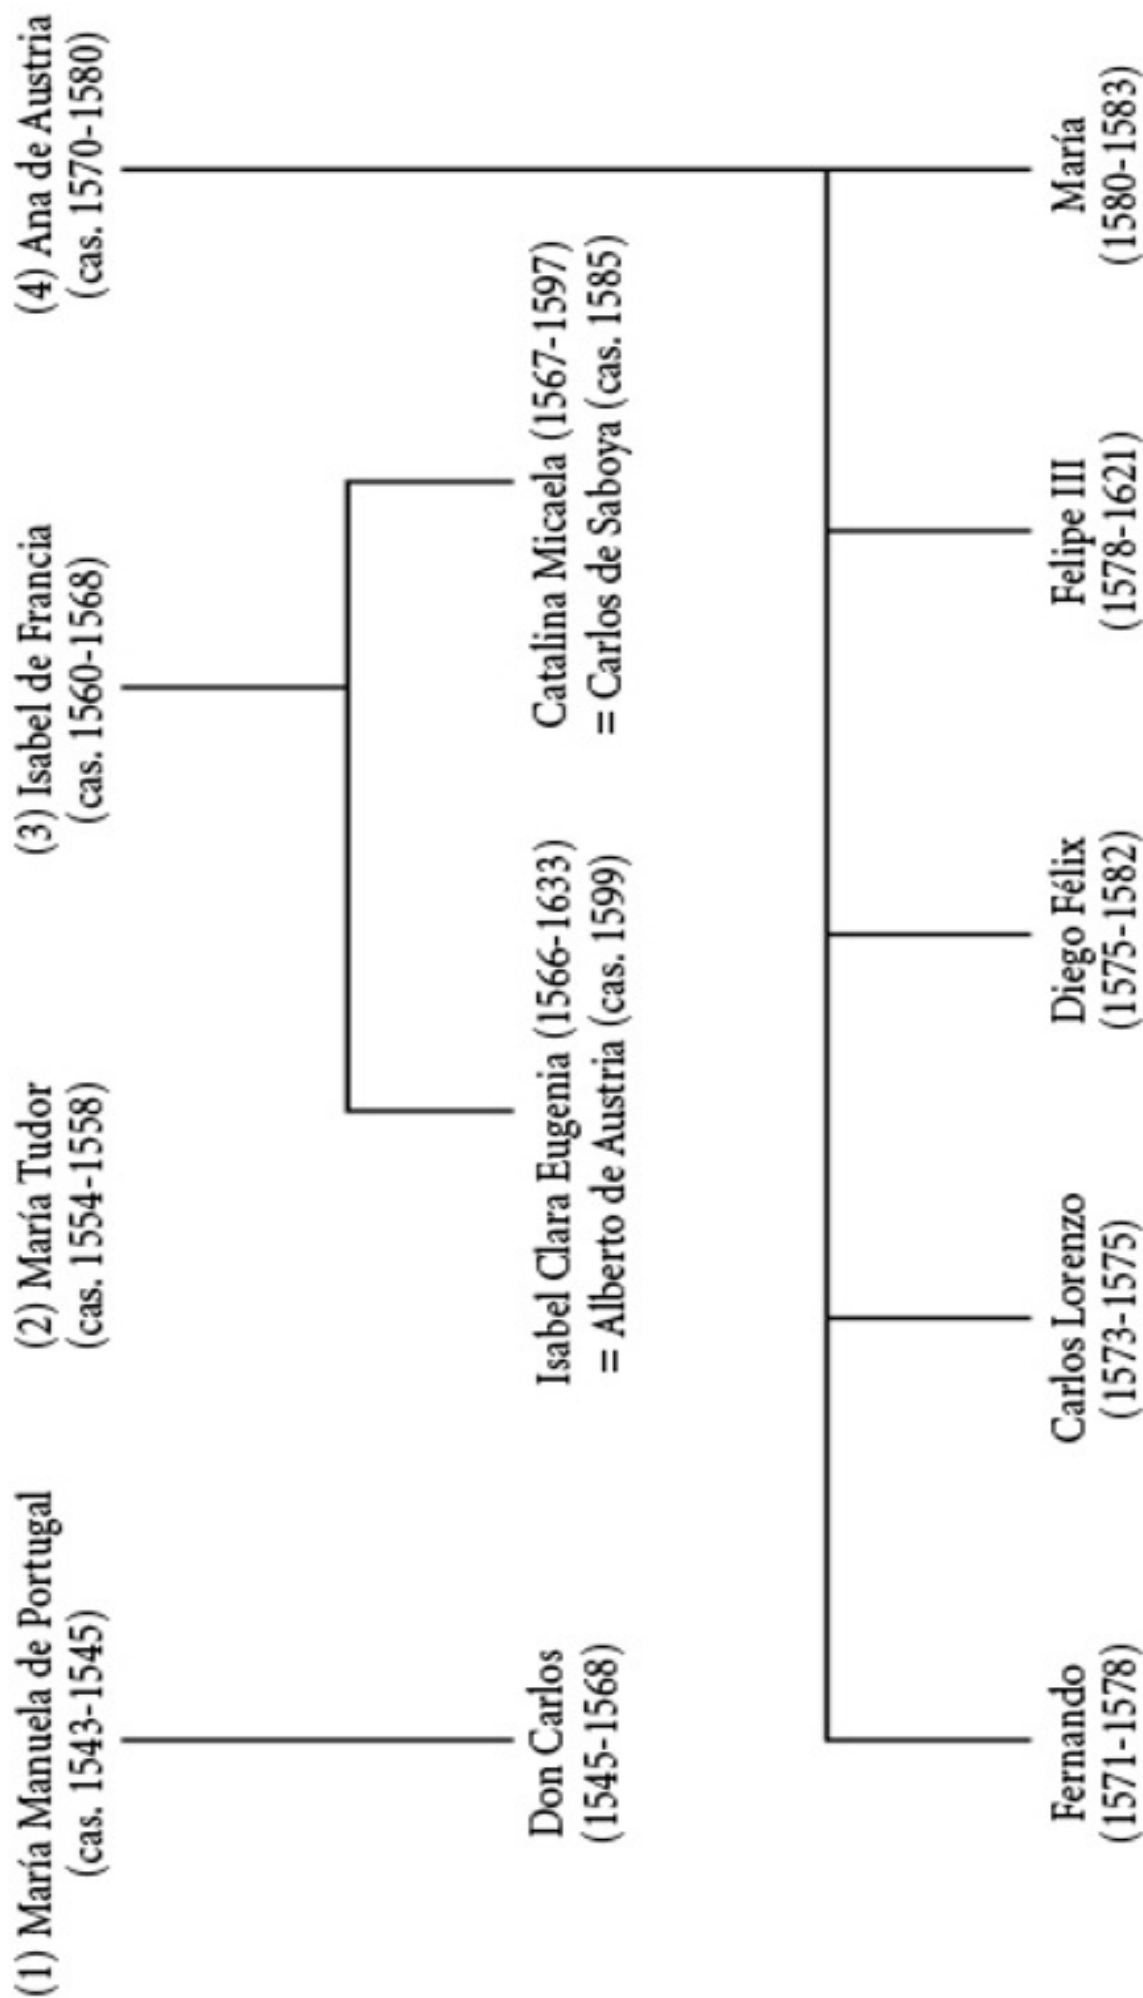 (1) María Manuela de Portugal
(cas. 1543-1545)
(2) María Tudor
(cas. 1554-1558)
(3) Isabel de Francia
(cas. 1560-1568)
(4) Ana de Austria
(cas. 1570-1580)
Don Carlos
(1545-1568)
Isabel Clara Eugenia (1566-1633)
= Alberto de Austria (cas. 1599)
Catalina Micaela (1567-1597)
= Carlos de Saboya (cas. 1585)
Fernando
(1571-1578)
Carlos Lorenzo
(1573-1575)
Diego Félix
(1575-1582)
Felipe III
(1578-1621)
María
(1580-1583)